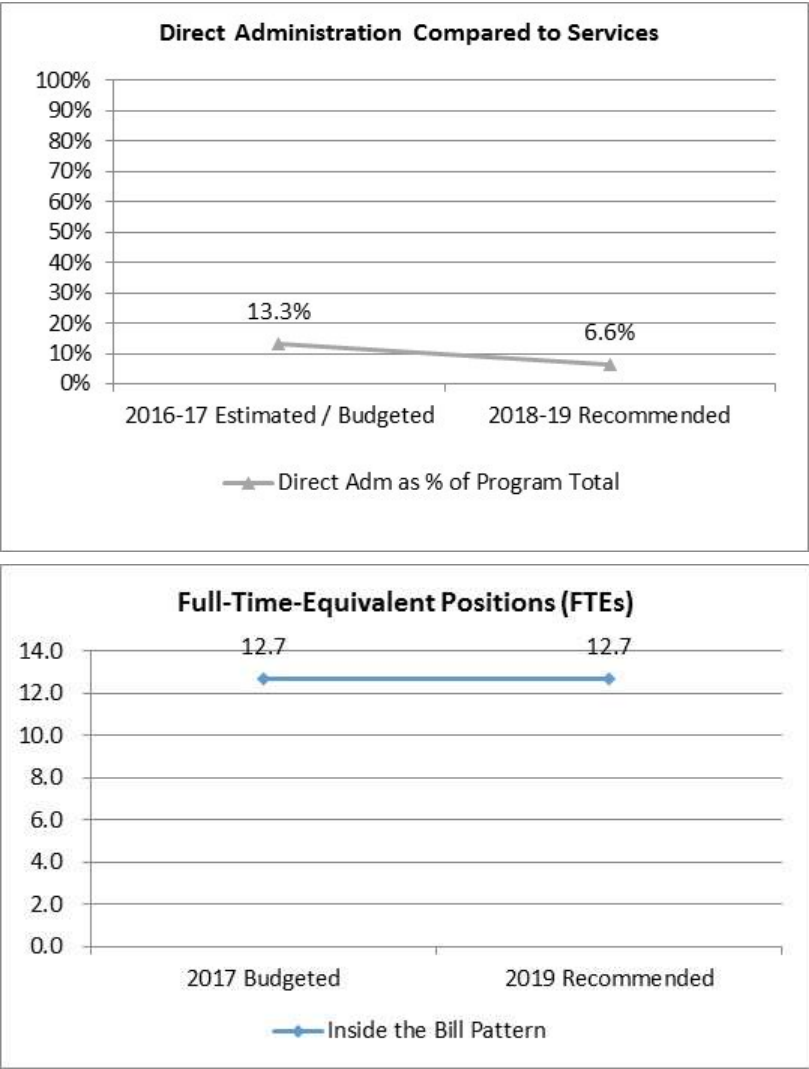 Direct Administration Compared to Services
100%
90%
80%
70%
60%
50%
40%
30%
20%
10%
0%
13.3%
6.6%
2016-17 Estimated / Budgeted
2018-19 Recommended
Direct Adm as % of Program Total
Full-Time-Equivalent Positions (FTEs)
14.0
12.0
10.0
8.0
6.0
4.0
2.0
0.0
12.7
12.7
2017 Budgeted
2019 Recommended
Inside the Bill Pattern